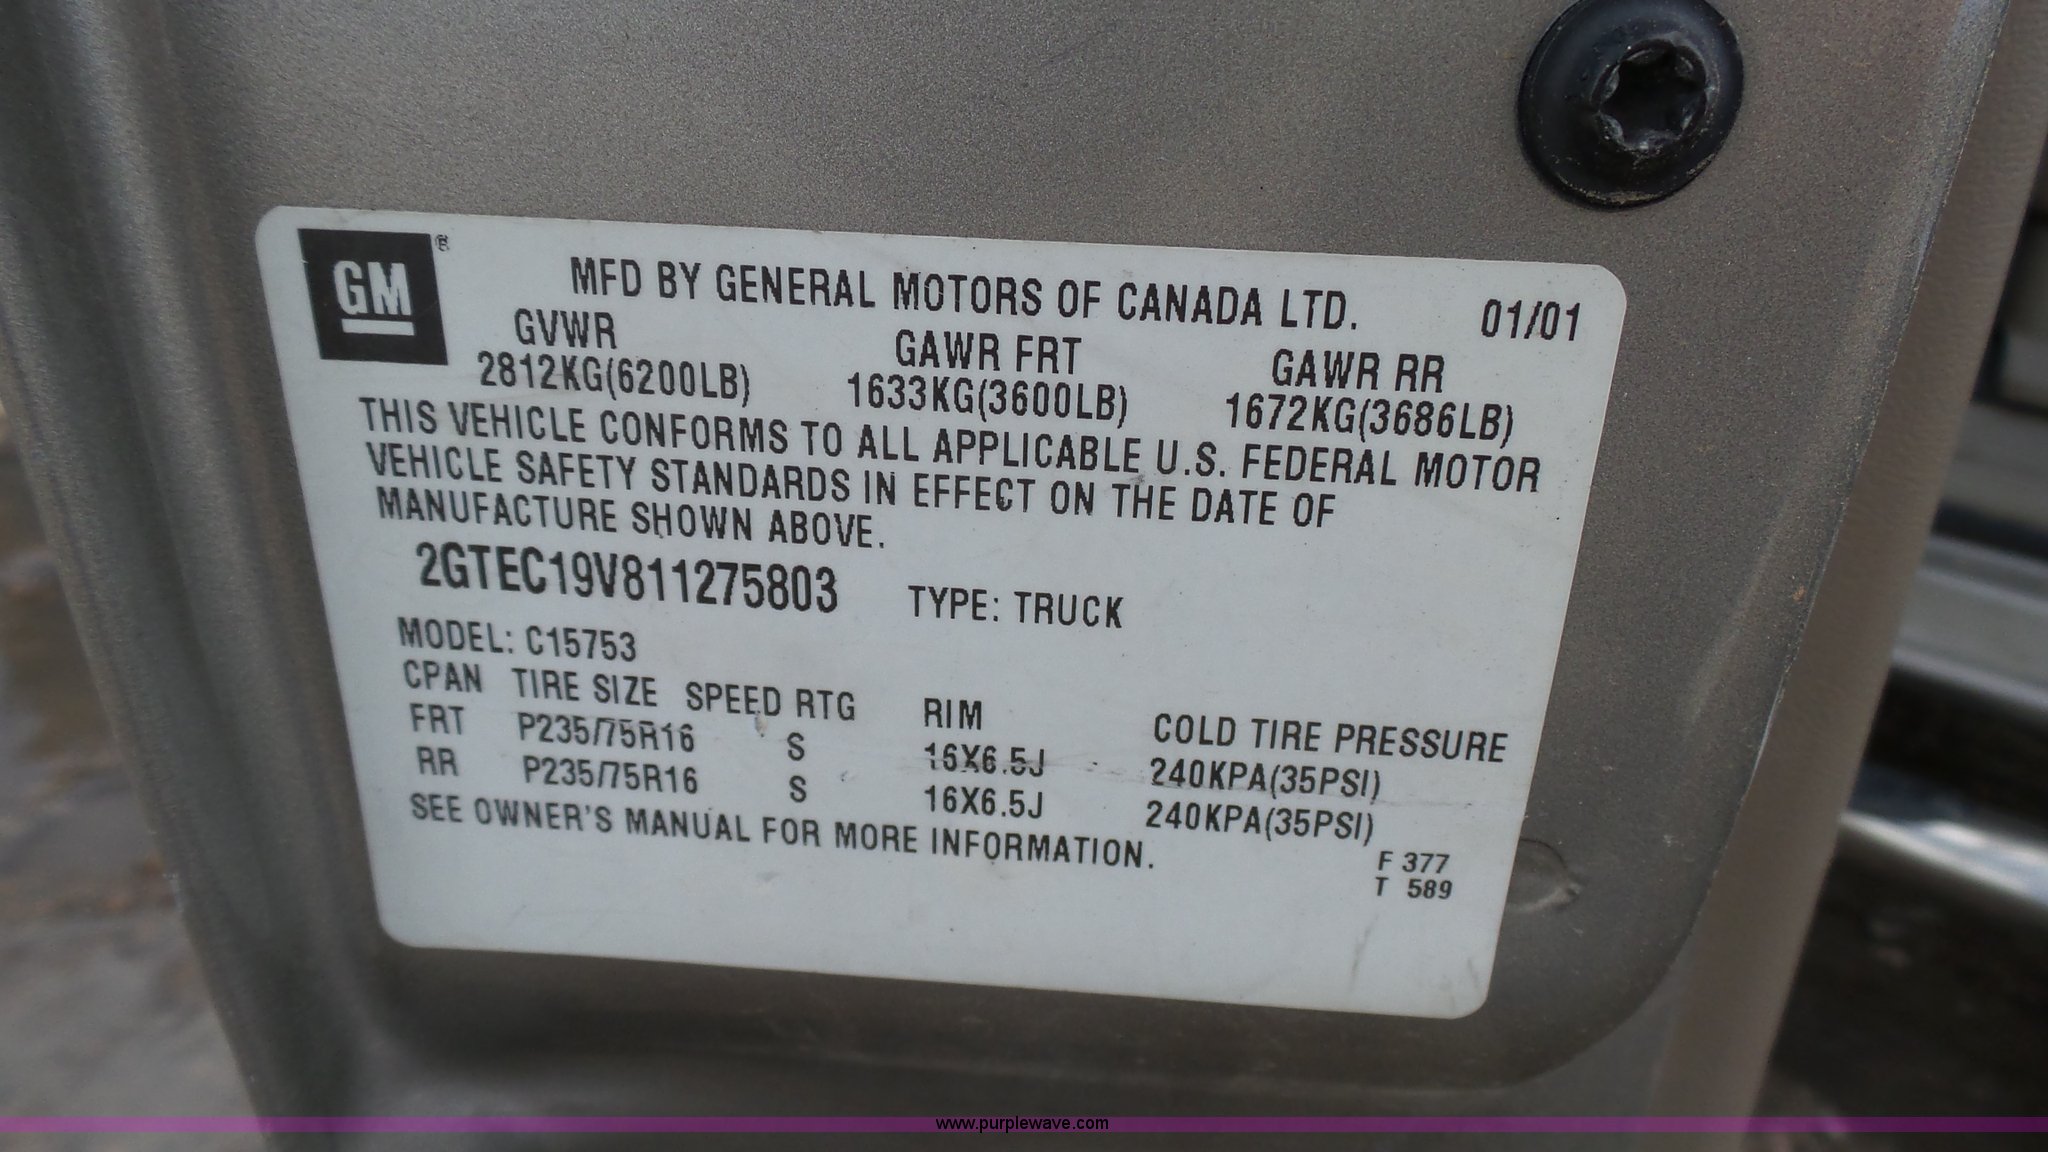 GM ®
MFD BY GENERAL MOTORS OF CANADA LTD. 01/01
GVWR GAWR FRT GAWR RR
2812KG(6200LB) 1633KG(3600LB) 1672KG(3686LB)
THIS VEHICLE CONFORMS TO ALL APPLICABLE U.S. FEDERAL MOTOR
VEHICLE SAFETY STANDARDS IN EFFECT ON THE DATE OF
MANUFACTURE SHOWN ABOVE.
2GTEC19V811275803 TYPE: TRUCK
MODEL: C15753
CPAN TIRE SIZE SPEED RTG RIM COLD TIRE PRESSURE
FRT P235/75R16 S 16X6.5J 240KPA(35PSI)
RR P235/75R16 S 16X6.5J 240KPA(35PSI)
SEE OWNER'S MANUAL FOR MORE INFORMATION.
F 377
T 589
www.purplewave.com